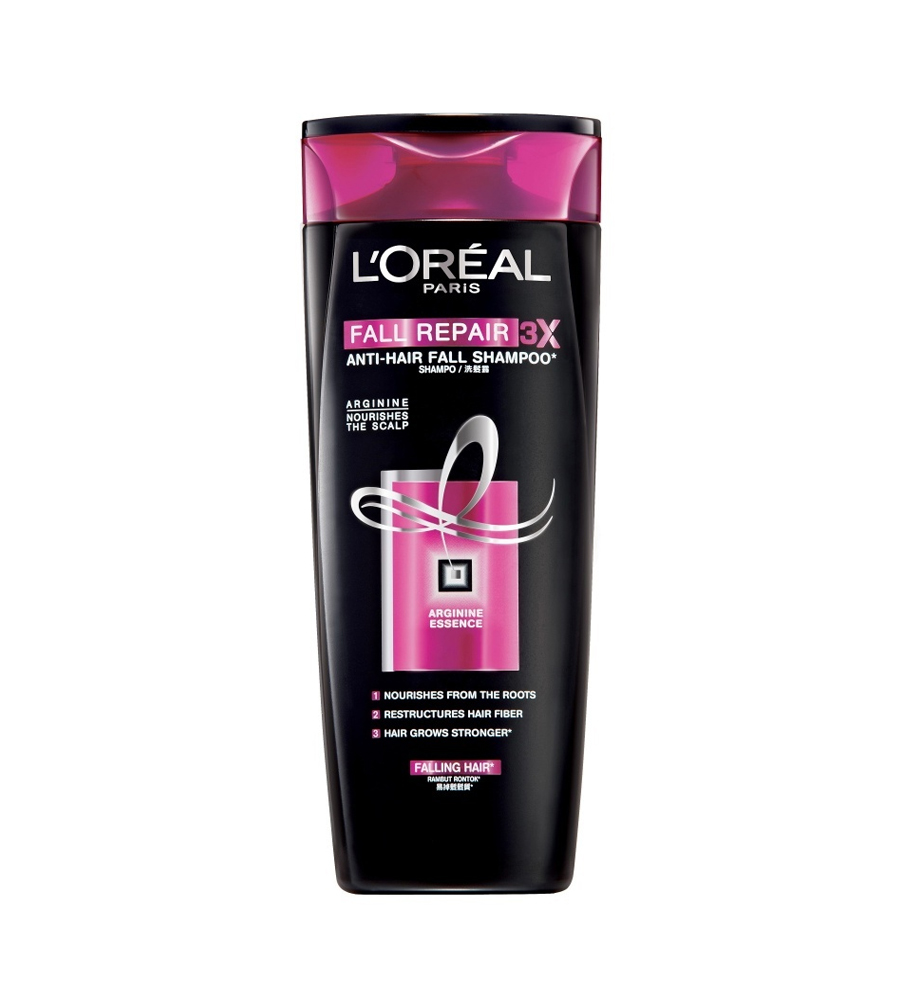 L'ORÉAL
PARiS
FALL REPAIR 3X
ANTI-HAIR FALL SHAMPOO*
SHAMPO / 洗髮露
ARGININE
NOURISHES
THE SCALP
ARGININE
ESSENCE
1 NOURISHES FROM THE ROOTS
2 RESTRUCTURES HAIR FIBER
3 HAIR GROWS STRONGER*
FALLING HAIR*
RAMBUT RONTOK*